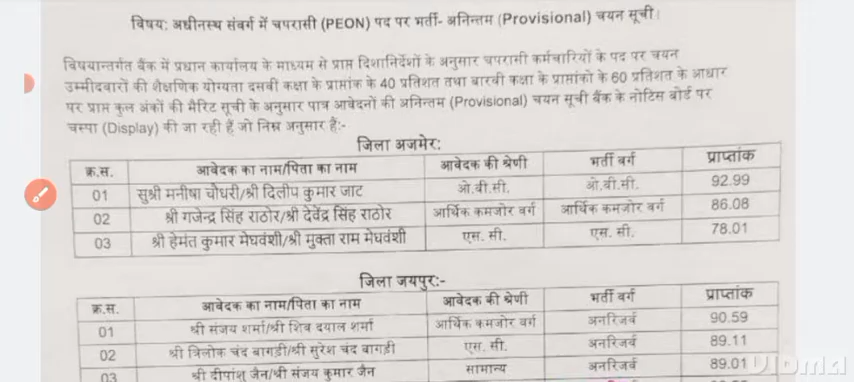 विषय: अधीनस्थ संवर्ग में चपरासी (PEON) पद पर भर्ती- अनिन्तम (Provisional) चयन सूची।
विषयान्तर्गत बैंक में प्रधान कार्यालय के माध्यम से प्राप्त दिशानिर्देशों के अनुसार चपरासी कर्मचारियों के पद पर चयन
उम्मीदवारों की शैक्षणिक योग्यता दसवीं कक्षा के प्राप्तांक के 40 प्रतिशत तथा बारवी कक्षा के प्राप्तांको के 60 प्रतिशत के आधार
पर प्राप्त कुल अंकों की मैरिट सूची के अनुसार पात्र आवेदनों की अनिन्तम (Provisional) चयन सूची बैंक के नोटिस बोर्ड पर
चस्पा (Display) की जा रही हैं जो निम्न अनुसार हैं:-
जिला अजमेर:
क्र.स. आवेदक का नाम/पिता का नाम आवेदक की श्रेणी भर्ती वर्ग प्राप्तांक
01 सुश्री मनीषा चौधरी/श्री दिलीप कुमार जाट ओ.बी.सी. ओ.बी.सी. 92.99
02 श्री गजेन्द्र सिंह राठोर/श्री देवेंद्र सिंह राठोर आर्थिक कमजोर वर्ग आर्थिक कमजोर वर्ग 86.08
03 श्री हेमंत कुमार मेघवंशी/श्री मुक्ता राम मेघवंशी एस. सी. एस. सी. 78.01
जिला जयपुर:-
क्र.स. आवेदक का नाम/पिता का नाम आवेदक की श्रेणी भर्ती वर्ग प्राप्तांक
01 श्री संजय शर्मा/श्री शिव दयाल शर्मा आर्थिक कमजोर वर्ग अनरिजर्व 90.59
02 श्री त्रिलोक चंद बागड़ी/श्री सुरेश चंद बागड़ी एस. सी. अनरिजर्व 89.11
03 श्री दीपांशु जैन/श्री संजय कुमार जैन सामान्य अनरिजर्व 89.01